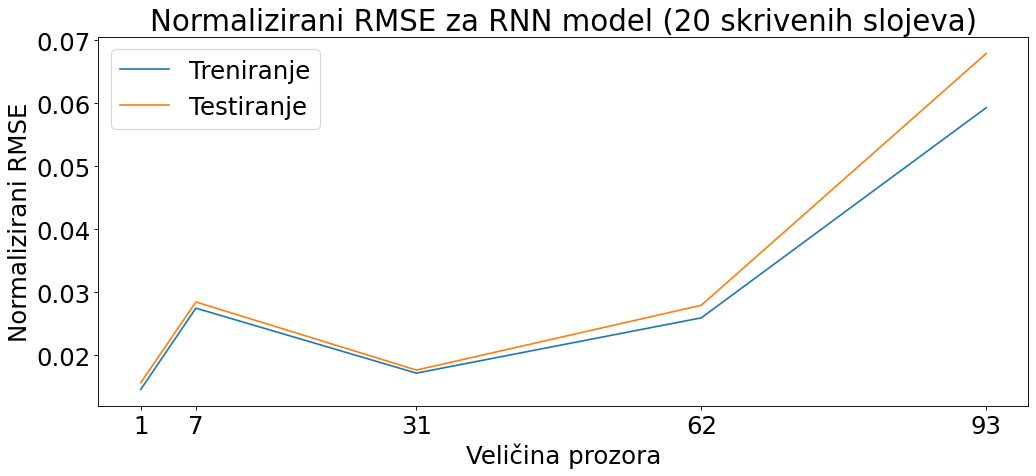 Normalizirani RMSE za RNN model (20 skrivenih slojeva)
Treniranje
Testiranje
Normalizirani RMSE
0.07
0.06
0.05
0.04
0.03
0.02
1 7 31 62 93
Veličina prozora